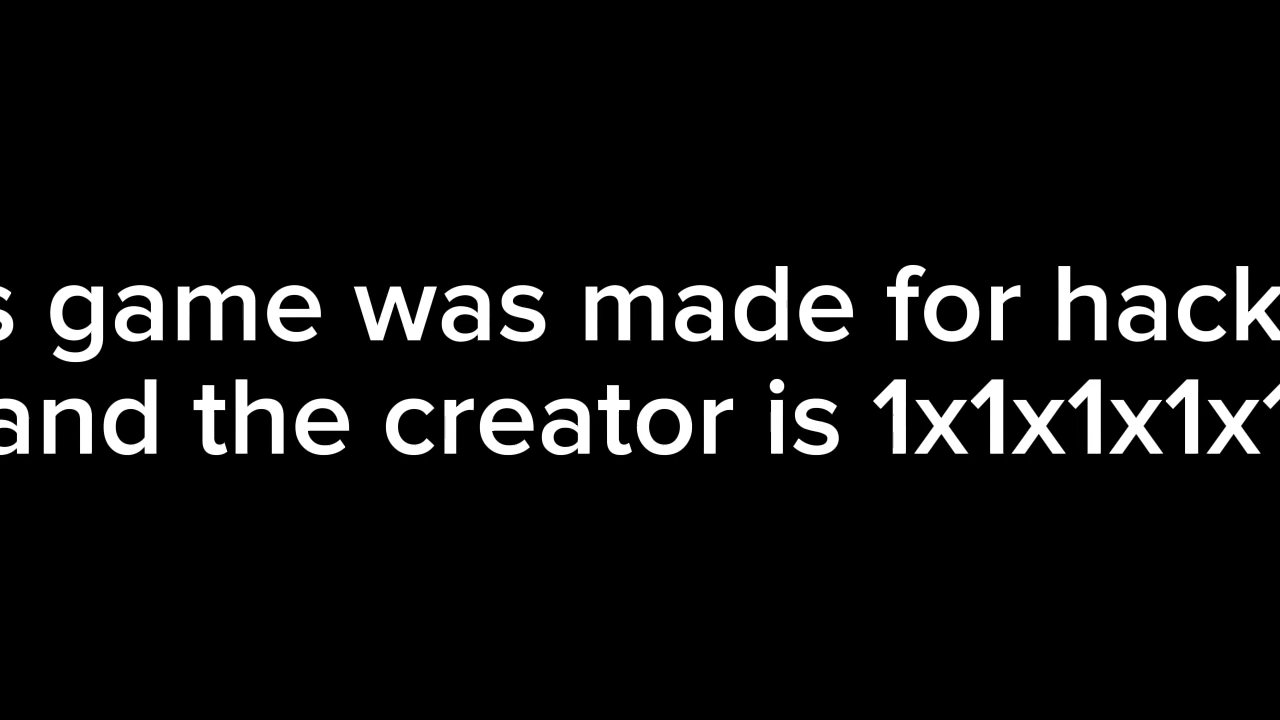 s game was made for hack
and the creator is 1x1x1x1x1